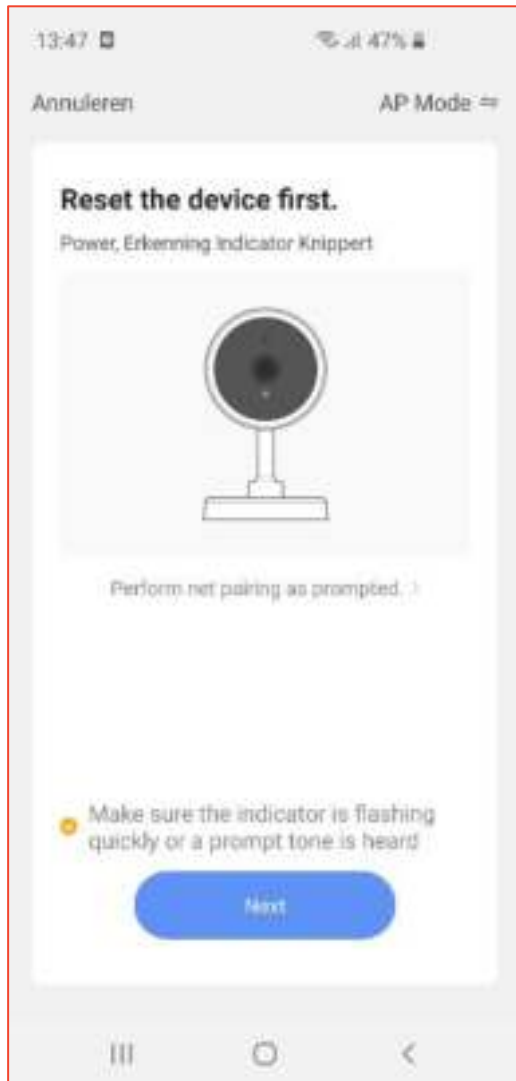 13:47 47%
Annuleren AP Mode ⇋
Reset the device first.
Power, Erkenning Indicator Knippert
Perform net pairing as prompted. >
Make sure the indicator is flashing
quickly or a prompt tone is heard
Next